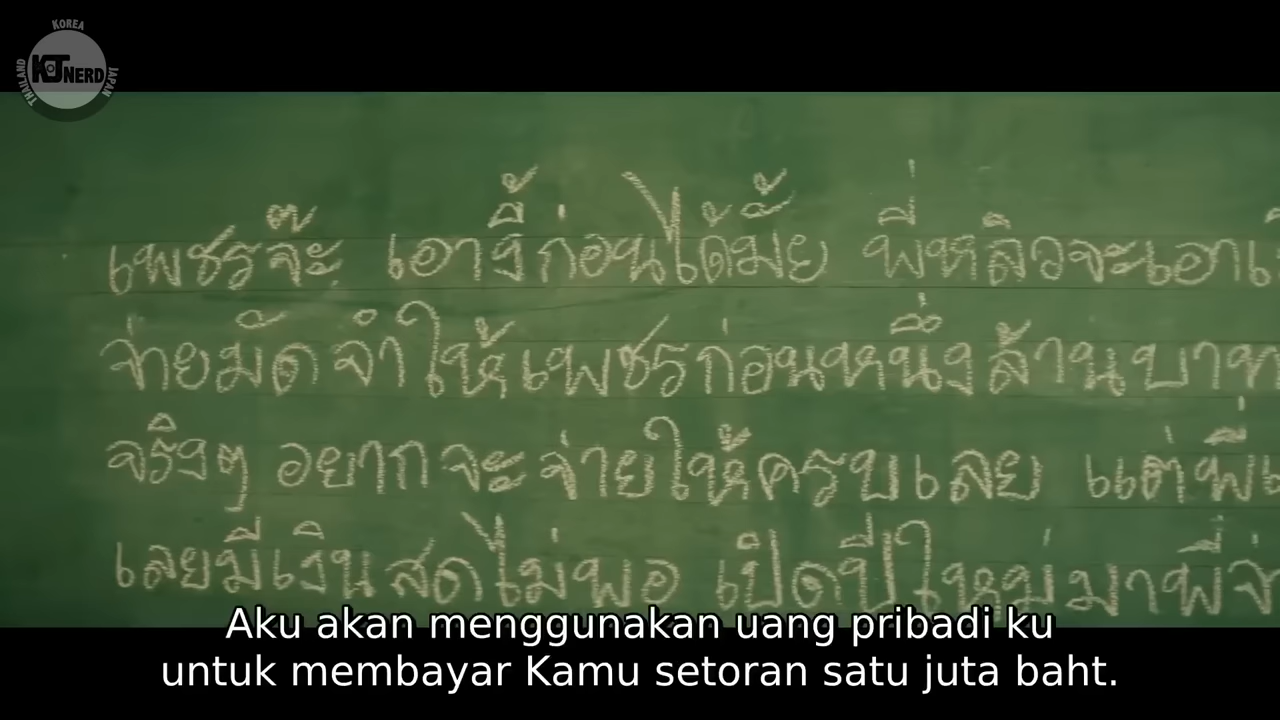 KOREA
THAILAND
KJTNERD
JAPAN
เพชรจ๊ะ เอางี้ก่อนได้มั้ย พี่หลิวจะเอา
จ่ายมัดจำให้เพชรก่อนหนึ่งล้านบาท
จริงๆ อยากจะจ่ายให้ครบเลย แต่พี่
เลยมีเงินสดไม่พอ เปิดปีใหม่มาพี่
Aku akan menggunakan uang pribadi ku
untuk membayar Kamu setoran satu juta baht.